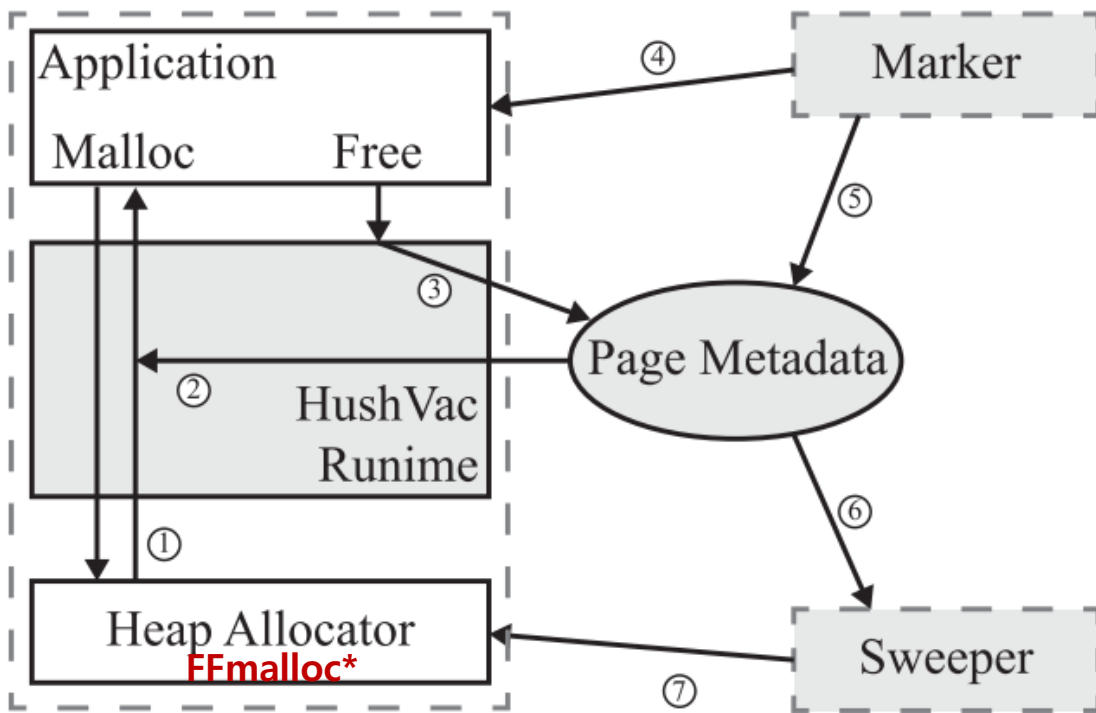 Application
Malloc Free
④
Marker
⑤
③
Page Metadata
②
HushVac
Runime
⑥
①
Heap Allocator
FFmalloc*
Sweeper
⑦